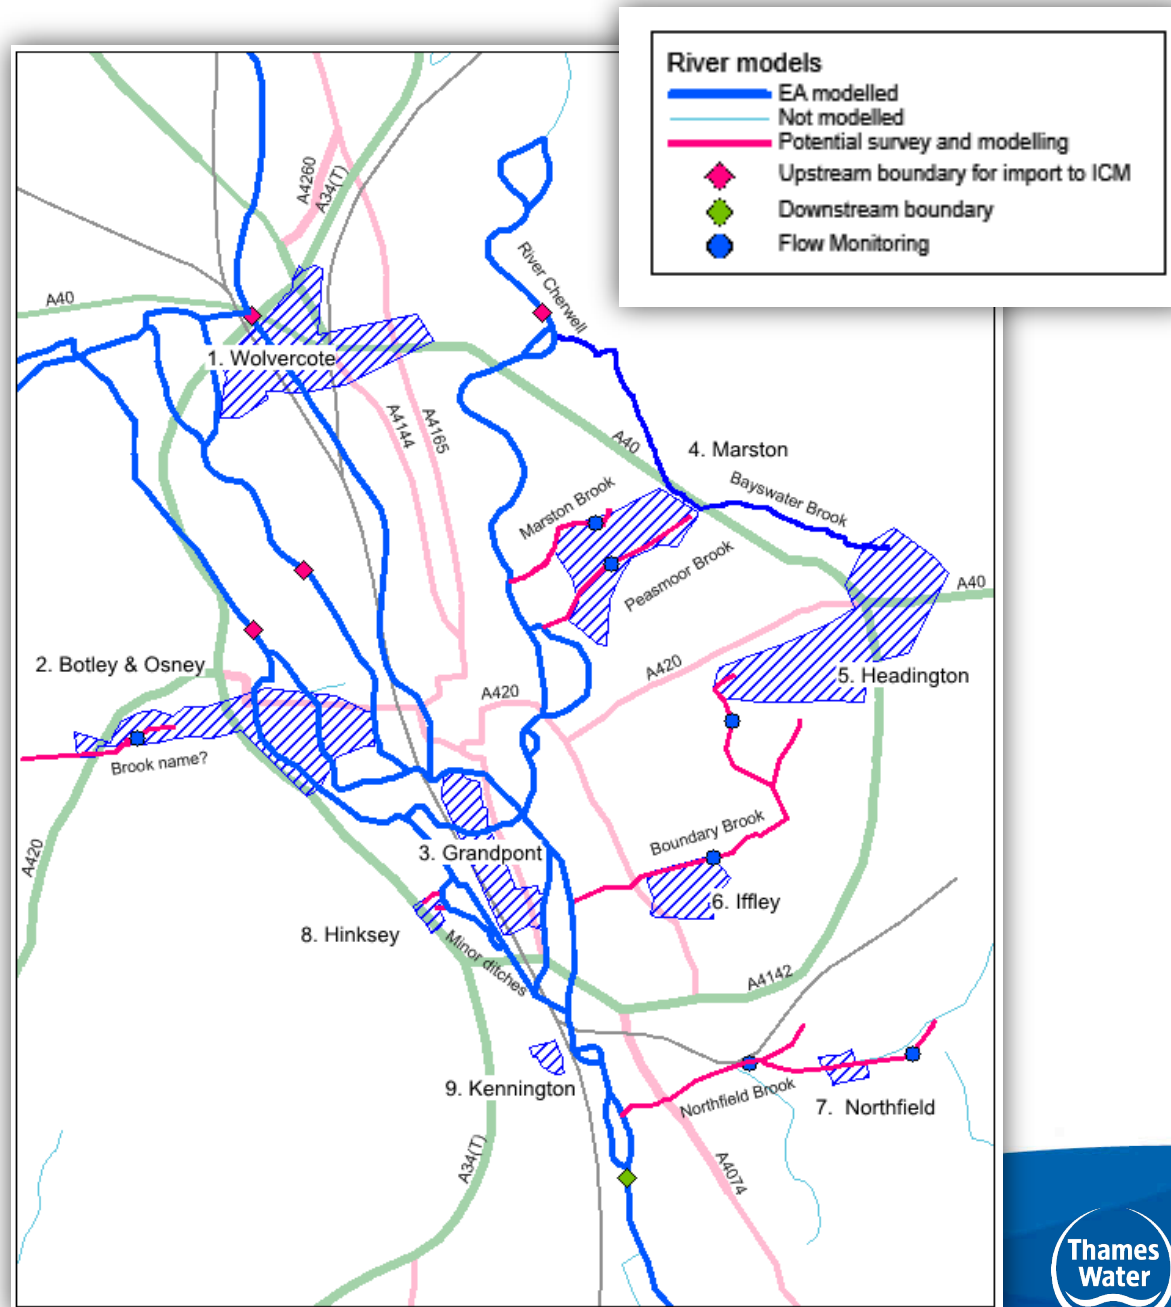 River models
EA modelled
Not modelled
Potential survey and modelling
Upstream boundary for import to ICM
Downstream boundary
Flow Monitoring
A4260
A34(T)
A40
River Cherwell
1. Wolvercote
A4144
A4165
A40
4. Marston
Marston Brook
Bayswater Brook
Peasmoor Brook
A40
2. Botley & Osney
A420
A420
5. Headington
Brook name?
A420
Boundary Brook
3. Grandpont
6. Iffley
8. Hinksey
Minor ditches
A4142
9. Kennington
Northfield Brook
7. Northfield
A34(T)
A4074
Thames
Water